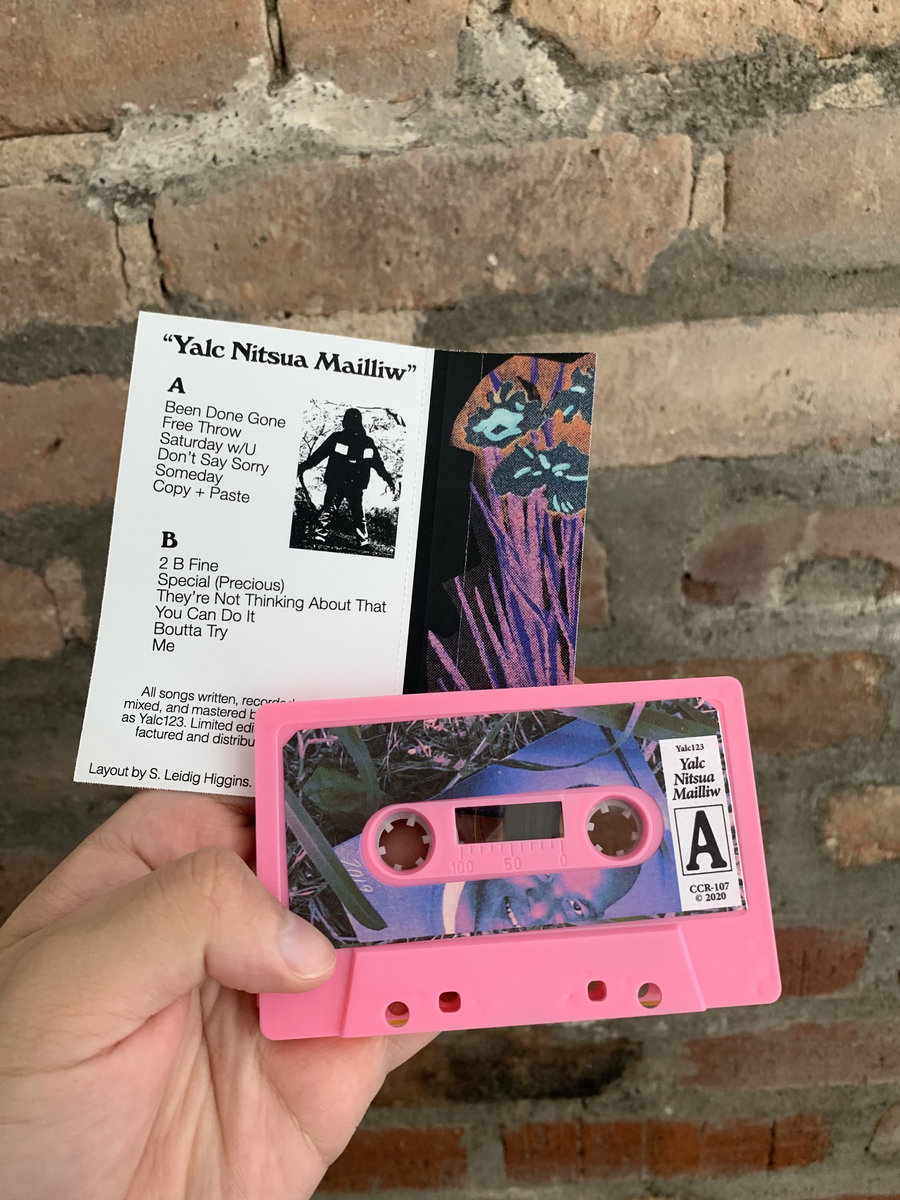 “Yalc Nitsua Mailliw”
A
Been Done Gone
Free Throw
Saturday w/U
Don’t Say Sorry
Someday
Copy + Paste
B
2 B Fine
Special (Precious)
They’re Not Thinking About That
You Can Do It
Boutta Try
Me
All songs written,
mixed, and mastered
as Yalc123. Limited
factured and
Layout by S. Leidig Higgins.
Yalc123
Yalc
Nitsua
Mailliw
A
CCR-107
© 2020
100 50 0
2019